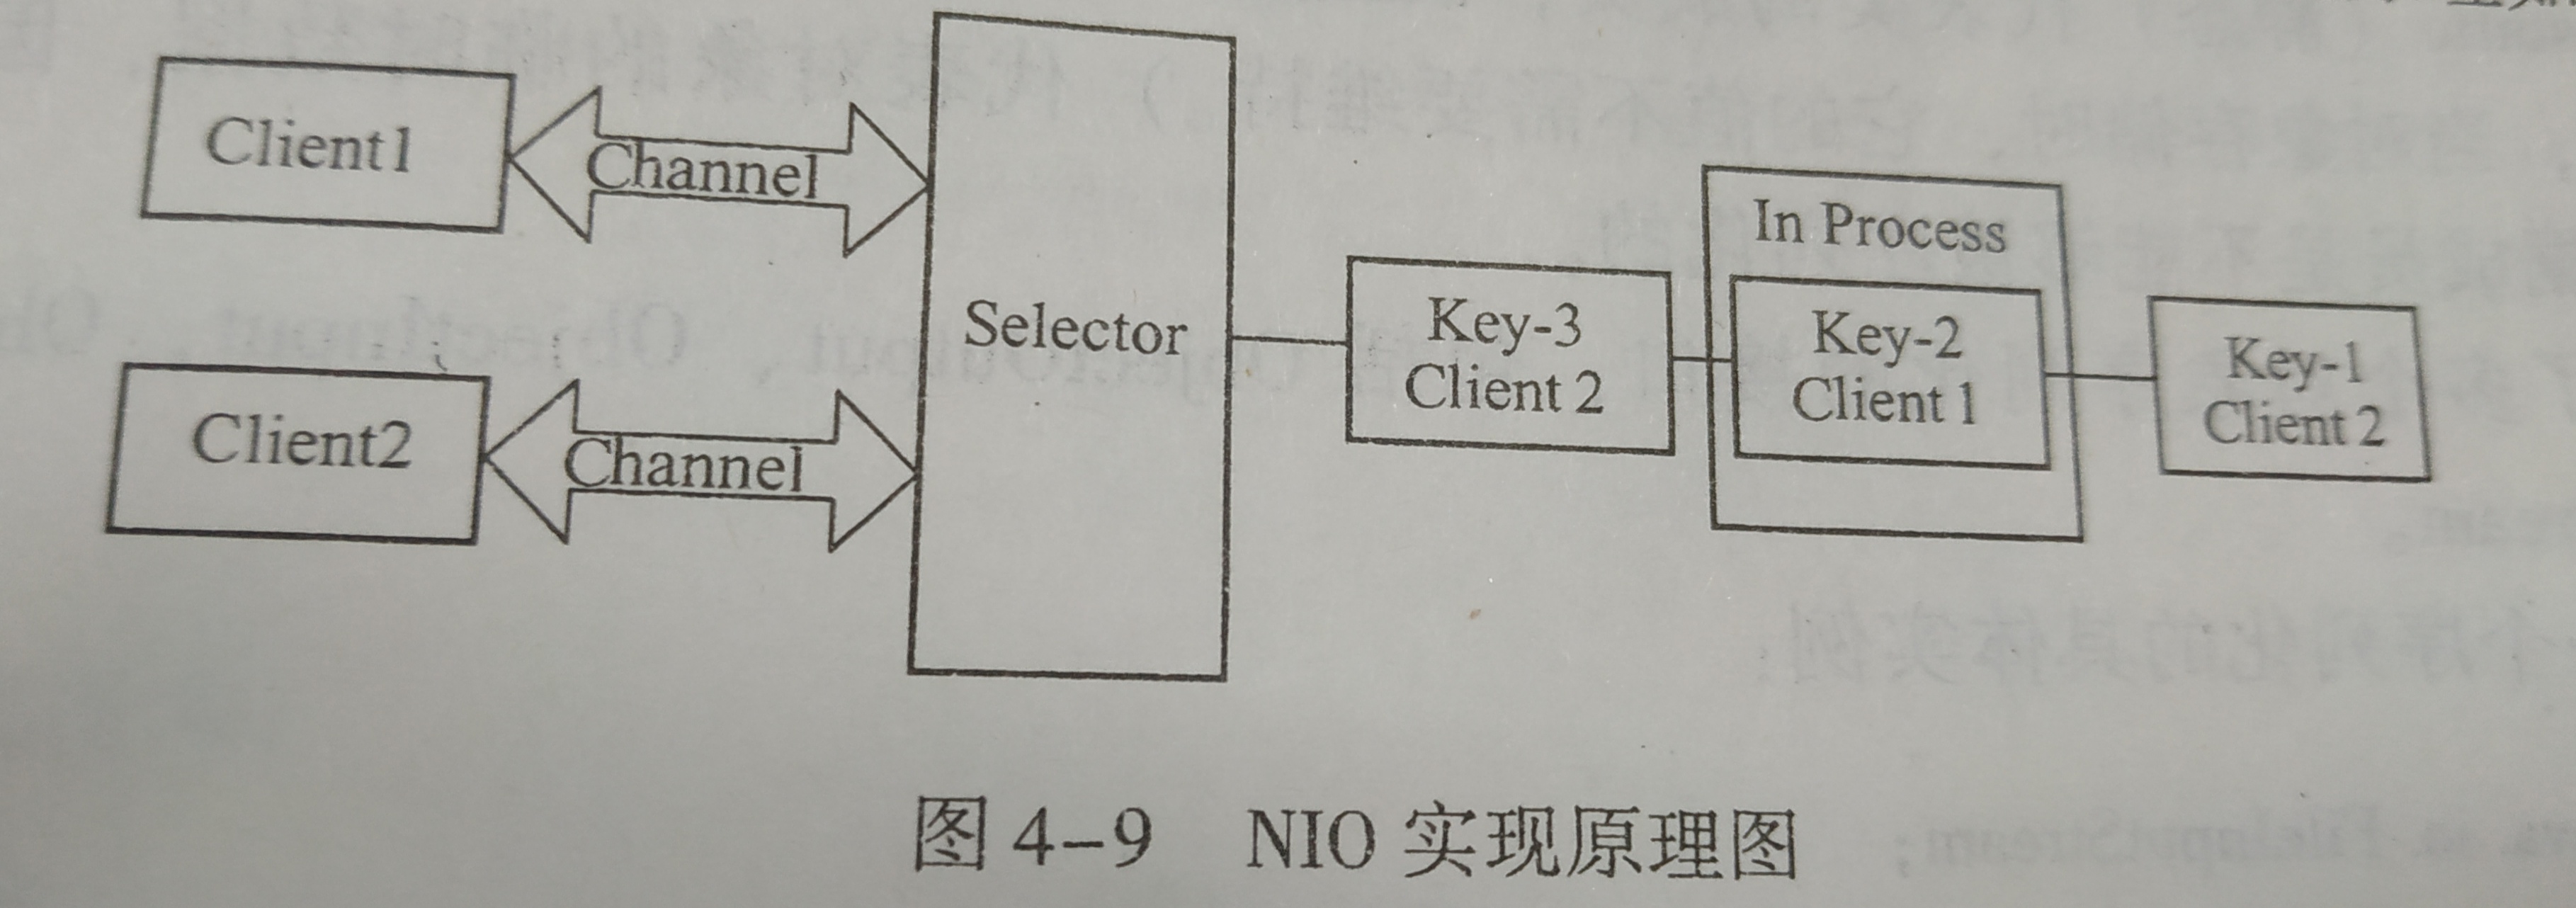 Client1
Channel
Client2
Channel
Selector
Key-3
Client 2
In Process
Key-2
Client 1
Key-1
Client 2
图 4-9 NIO 实现原理图